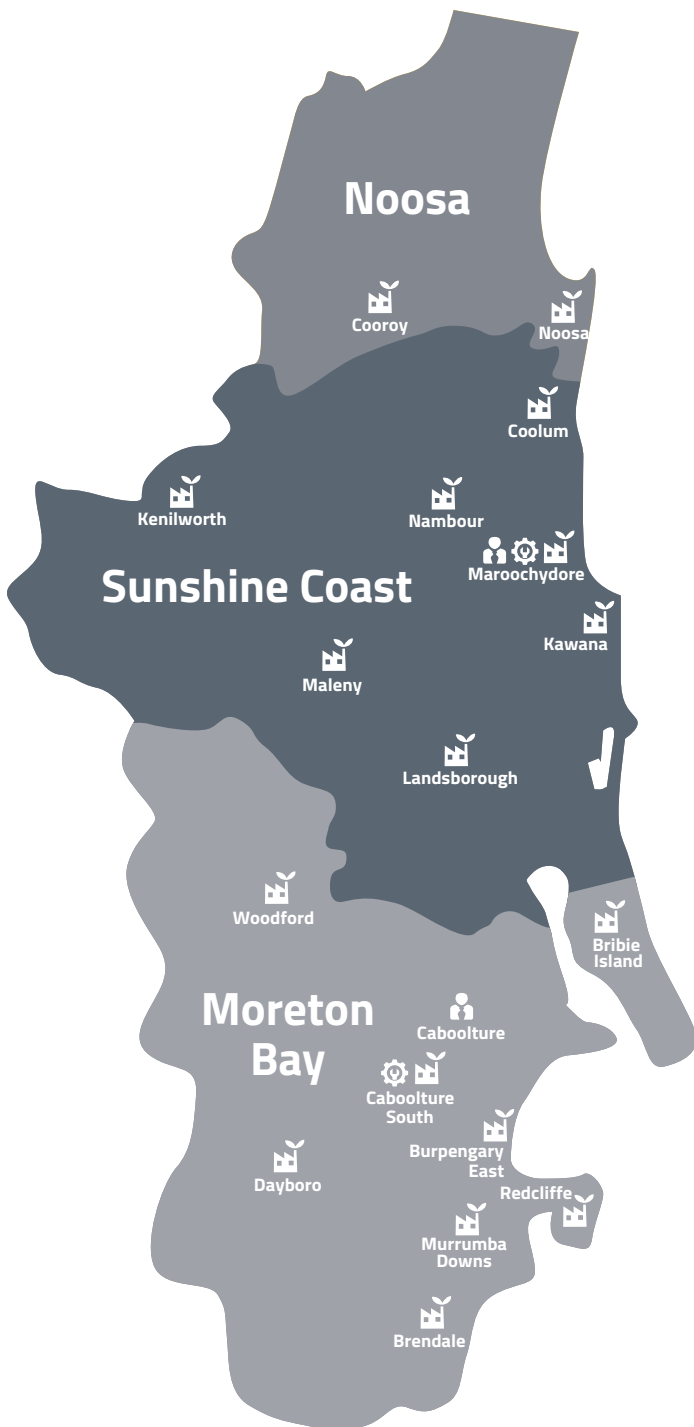 Noosa
Cooroy
Noosa
Coolum
Kenilworth
Nambour
Maroochydore
Sunshine Coast
Kawana
Maleny
Landsborough
Woodford
Bribie
Island
Moreton
Bay
Caboolture
Caboolture
South
Burpengary
East
Dayboro
Redcliffe
Murrumba
Downs
Brendale